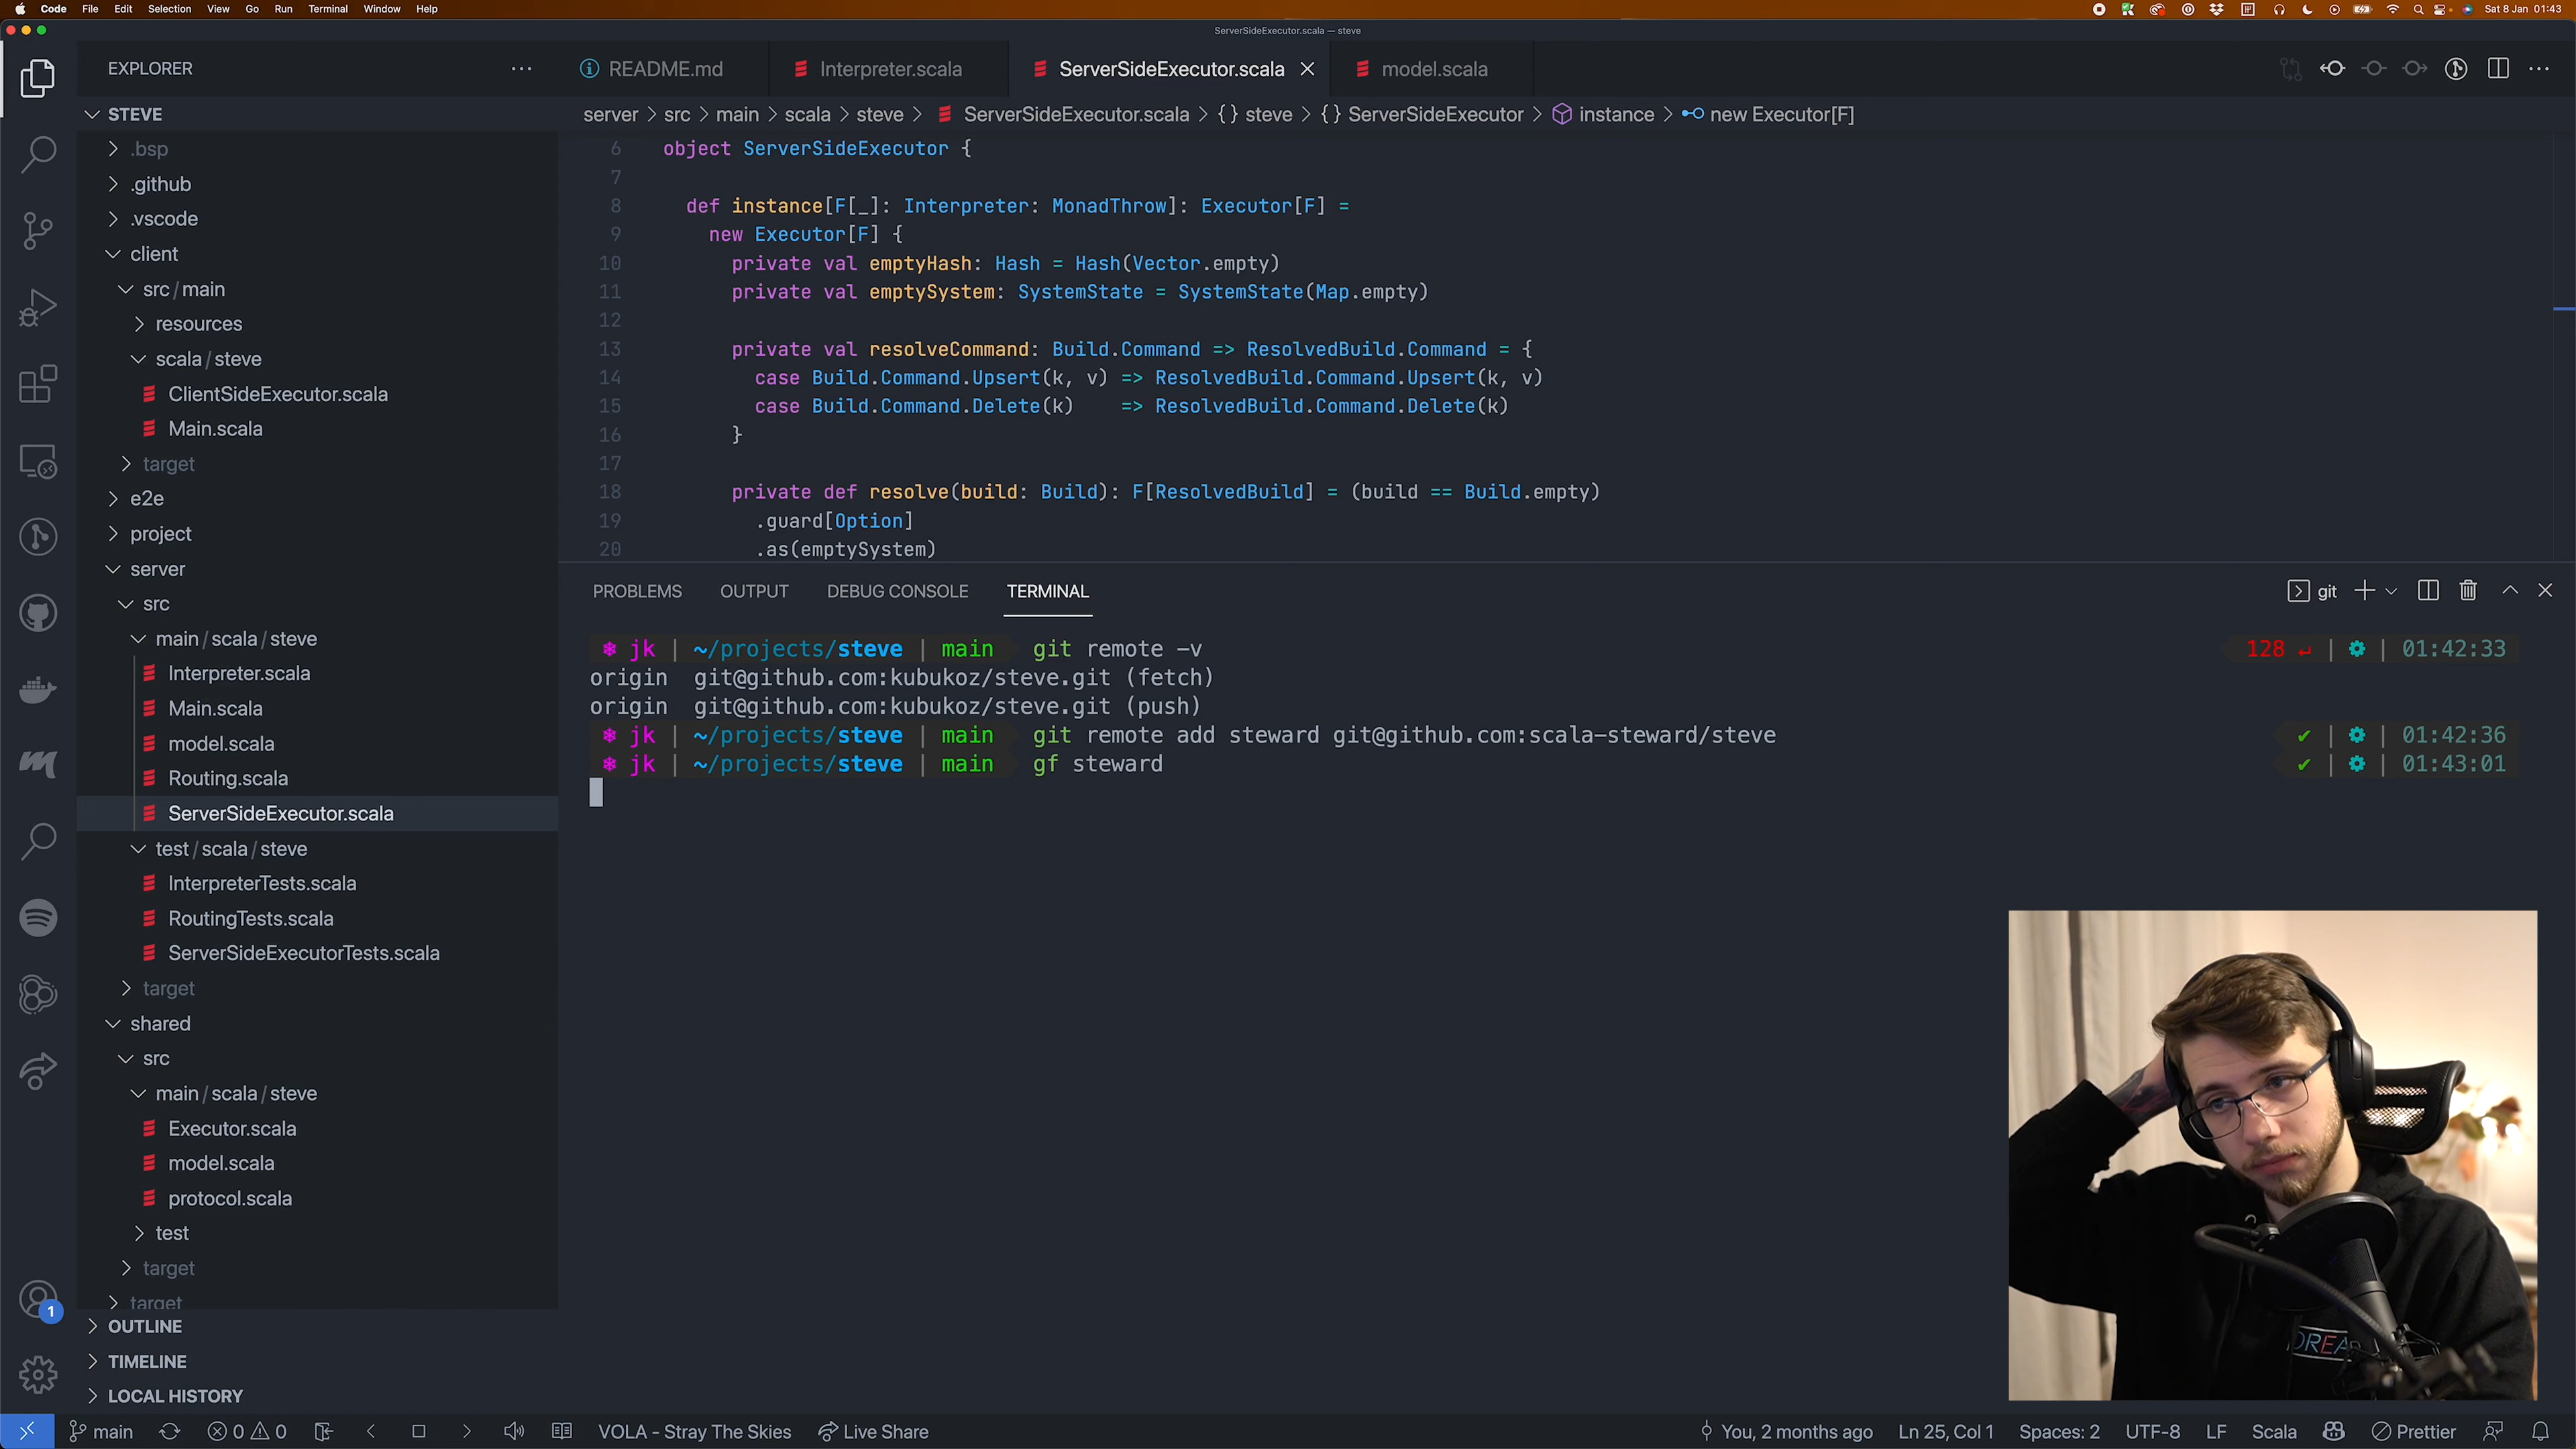 Code File Edit Selection View Go Run Terminal Window Help
Sat 8 Jan 01:43
ServerSideExecutor.scala — steve
EXPLORER
README.md
Interpreter.scala
ServerSideExecutor.scala
model.scala
STEVE
server > src > main > scala > steve > ServerSideExecutor.scala > {} steve > {} ServerSideExecutor > instance > new Executor[F]
.bsp
.github
.vscode
client
src/main
resources
scala/steve
ClientSideExecutor.scala
Main.scala
target
e2e
project
server
src
main/scala/steve
Interpreter.scala
Main.scala
model.scala
Routing.scala
ServerSideExecutor.scala
test/scala/steve
InterpreterTests.scala
RoutingTests.scala
ServerSideExecutorTests.scala
target
shared
src
main/scala/steve
Executor.scala
model.scala
protocol.scala
test
target
target
OUTLINE
TIMELINE
LOCAL HISTORY
1
6 object ServerSideExecutor {
7
8 def instance[F[_]: Interpreter: MonadThrow]: Executor[F] =
9 new Executor[F] {
10 private val emptyHash: Hash = Hash(Vector.empty)
11 private val emptySystem: SystemState = SystemState(Map.empty)
12
13 private val resolveCommand: Build.Command => ResolvedBuild.Command = {
14 case Build.Command.Upsert(k, v) => ResolvedBuild.Command.Upsert(k, v)
15 case Build.Command.Delete(k)    => ResolvedBuild.Command.Delete(k)
16 }
17
18 private def resolve(build: Build): F[ResolvedBuild] = (build == Build.empty)
19 .guard[Option]
20 .as(emptySystem)
PROBLEMS OUTPUT DEBUG CONSOLE TERMINAL
git
❄ jk | ~/projects/steve | main git remote -v 128 ↵ | 01:42:33
origin git@github.com:kubukoz/steve.git (fetch)
origin git@github.com:kubukoz/steve.git (push)
❄ jk | ~/projects/steve | main git remote add steward git@github.com:scala-steward/steve ✔ | 01:42:36
❄ jk | ~/projects/steve | main gf steward ✔ | 01:43:01
main 0 0 VOLA - Stray The Skies Live Share You, 2 months ago Ln 25, Col 1 Spaces: 2 UTF-8 LF Scala Prettier